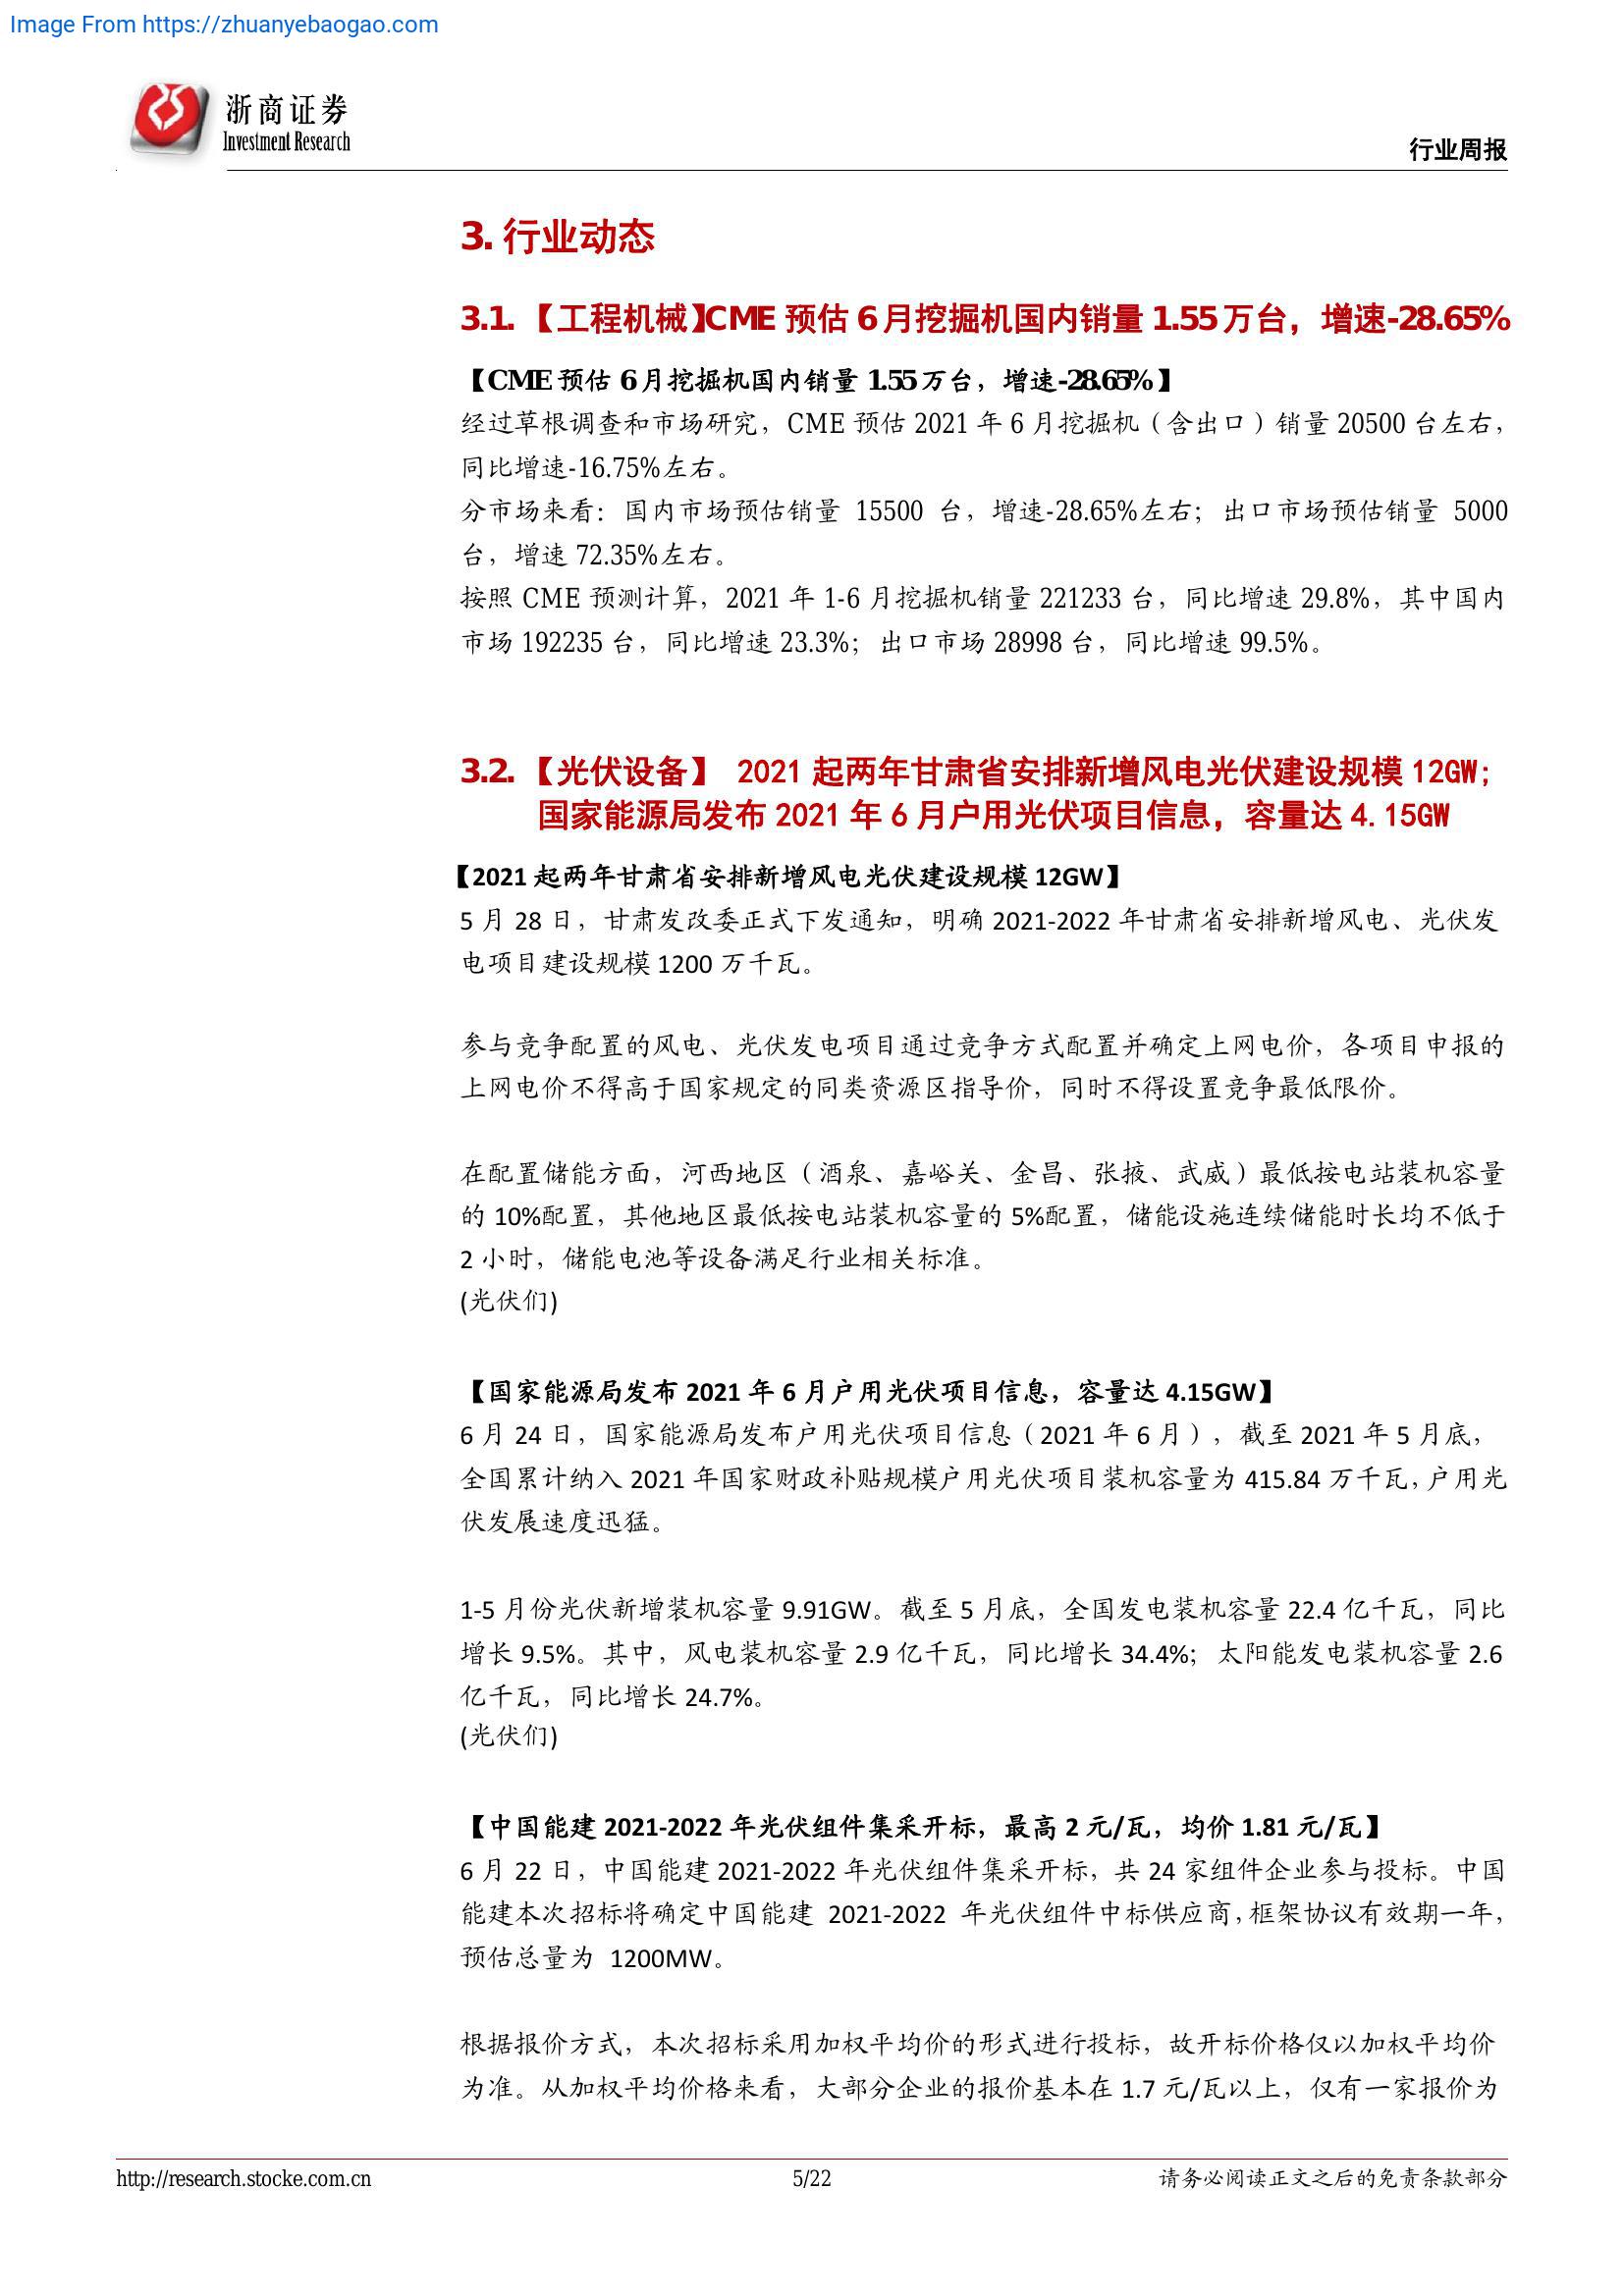 Image From https://zhuanyebaogao.com
浙商证券
Investment Research
行业周报
3. 行业动态
3.1. 【工程机械】CME 预估 6 月挖掘机国内销量 1.55 万台，增速-28.65%
【CME 预估 6 月挖掘机国内销量 1.55 万台，增速-28.65%】
经过草根调查和市场研究，CME 预估 2021 年 6 月挖掘机（含出口）销量 20500 台左右，
同比增速-16.75%左右。
分市场来看：国内市场预估销量 15500 台，增速-28.65%左右；出口市场预估销量 5000
台，增速 72.35%左右。
按照 CME 预测计算，2021 年 1-6 月挖掘机销量 221233 台，同比增速 29.8%，其中国内
市场 192235 台，同比增速 23.3%；出口市场 28998 台，同比增速 99.5%。
3.2. 【光伏设备】 2021 起两年甘肃省安排新增风电光伏建设规模 12GW；
国家能源局发布 2021 年 6 月户用光伏项目信息，容量达 4.15GW
【2021 起两年甘肃省安排新增风电光伏建设规模 12GW】
5 月 28 日，甘肃发改委正式下发通知，明确 2021-2022 年甘肃省安排新增风电、光伏发
电项目建设规模 1200 万千瓦。
参与竞争配置的风电、光伏发电项目通过竞争方式配置并确定上网电价，各项目申报的
上网电价不得高于国家规定的同类资源区指导价，同时不得设置竞争最低限价。
在配置储能方面，河西地区（酒泉、嘉峪关、金昌、张掖、武威）最低按电站装机容量
的 10%配置，其他地区最低按电站装机容量的 5%配置，储能设施连续储能时长均不低于
2 小时，储能电池等设备满足行业相关标准。
(光伏们)
【国家能源局发布 2021 年 6 月户用光伏项目信息，容量达 4.15GW】
6 月 24 日，国家能源局发布户用光伏项目信息（2021 年 6 月），截至 2021 年 5 月底，
全国累计纳入 2021 年国家财政补贴规模户用光伏项目装机容量为 415.84 万千瓦，户用光
伏发展速度迅猛。
1-5 月份光伏新增装机容量 9.91GW。截至 5 月底，全国发电装机容量 22.4 亿千瓦，同比
增长 9.5%。其中，风电装机容量 2.9 亿千瓦，同比增长 34.4%；太阳能发电装机容量 2.6
亿千瓦，同比增长 24.7%。
(光伏们)
【中国能建 2021-2022 年光伏组件集采开标，最高 2 元/瓦，均价 1.81 元/瓦】
6 月 22 日，中国能建 2021-2022 年光伏组件集采开标，共 24 家组件企业参与投标。中国
能建本次招标将确定中国能建 2021-2022 年光伏组件中标供应商，框架协议有效期一年，
预估总量为 1200MW。
根据报价方式，本次招标采用加权平均价的形式进行投标，故开标价格仅以加权平均价
为准。从加权平均价格来看，大部分企业的报价基本在 1.7 元/瓦以上，仅有一家报价为
http://research.stocke.com.cn
5/22
请务必阅读正文之后的免责条款部分